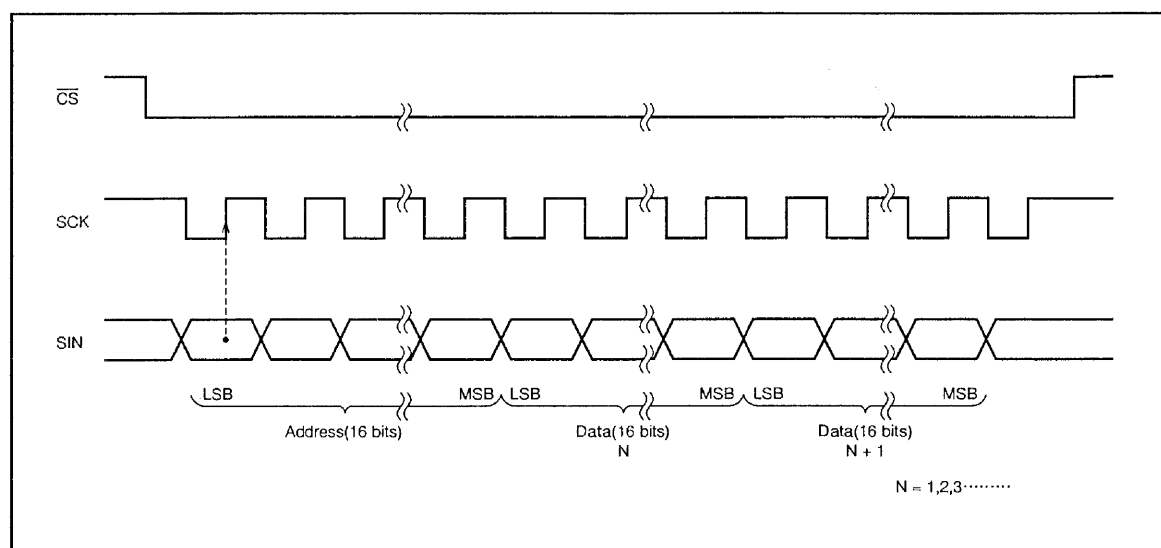 CS
SCK
SIN
LSB MSB LSB MSB LSB MSB
Address(16 bits) Data(16 bits) Data(16 bits)
N N + 1
N = 1,2,3·········